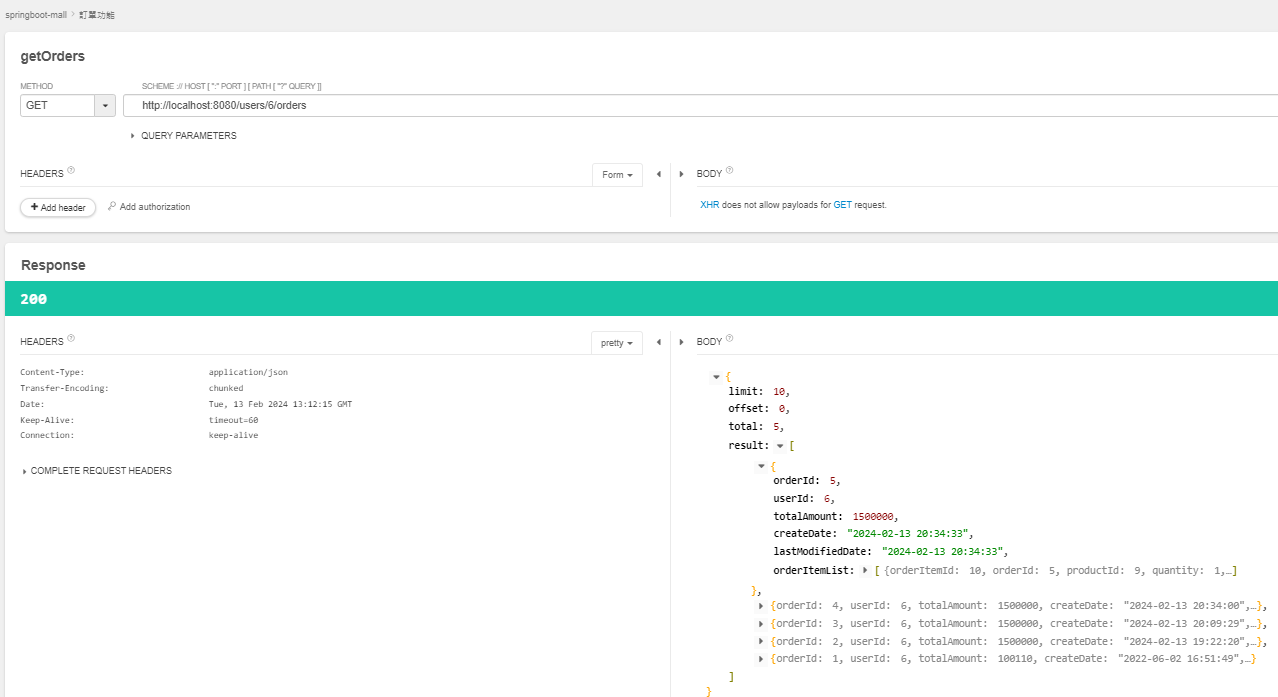 springboot-mall > 訂單功能
getOrders
METHOD
SCHEME :// HOST [ ":" PORT ] [ PATH [ "?" QUERY ]]
GET
http://localhost:8080/users/6/orders
QUERY PARAMETERS
HEADERS ?
Form
BODY ?
+ Add header
Add authorization
XHR does not allow payloads for GET request.
Response
200
HEADERS ?
pretty
BODY ?
Content-Type: application/json
Transfer-Encoding: chunked
Date: Tue, 13 Feb 2024 13:12:15 GMT
Keep-Alive: timeout=60
Connection: keep-alive
COMPLETE REQUEST HEADERS
{
limit: 10,
offset: 0,
total: 5,
result: [
{
orderId: 5,
userId: 6,
totalAmount: 1500000,
createDate: "2024-02-13 20:34:33",
lastModifiedDate: "2024-02-13 20:34:33",
orderItemList: [ {orderItemId: 10, orderId: 5, productId: 9, quantity: 1,…]
},
{orderId: 4, userId: 6, totalAmount: 1500000, createDate: "2024-02-13 20:34:00",…},
{orderId: 3, userId: 6, totalAmount: 1500000, createDate: "2024-02-13 20:09:29",…},
{orderId: 2, userId: 6, totalAmount: 1500000, createDate: "2024-02-13 19:22:20",…},
{orderId: 1, userId: 6, totalAmount: 100110, createDate: "2022-06-02 16:51:49",…}
]
}